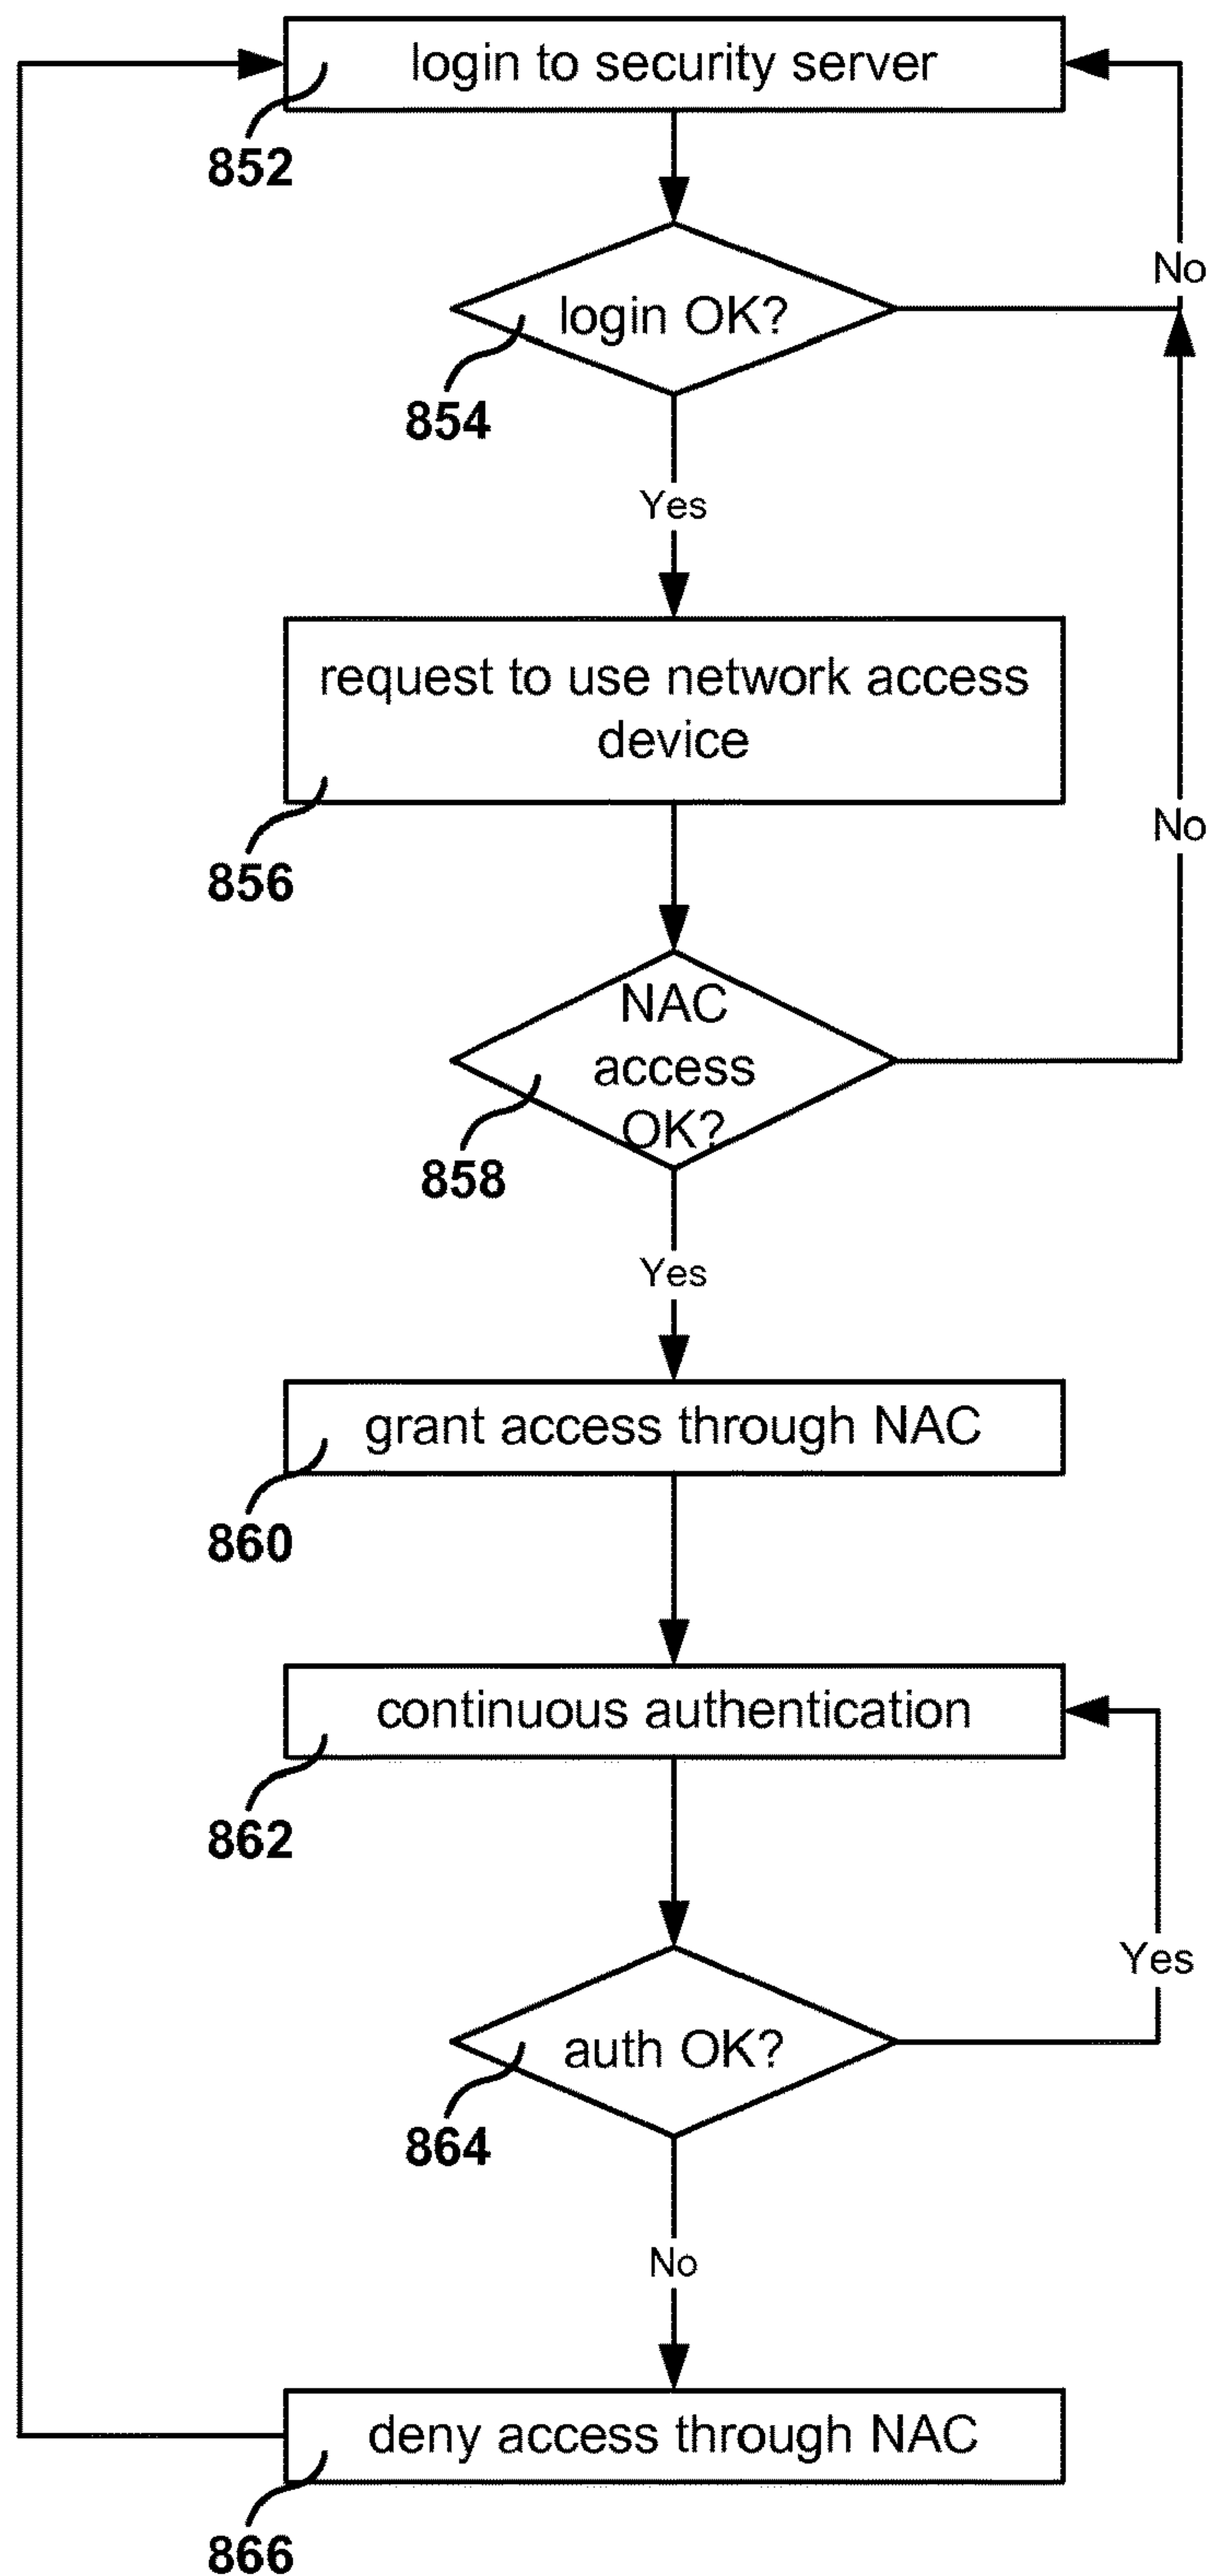 login to security server
852
No
login OK?
854
Yes
request to use network access
device
No
856
NAC
access
OK?
858
Yes
grant access through NAC
860
continuous authentication
862
Yes
auth OK?
864
No
deny access through NAC
866